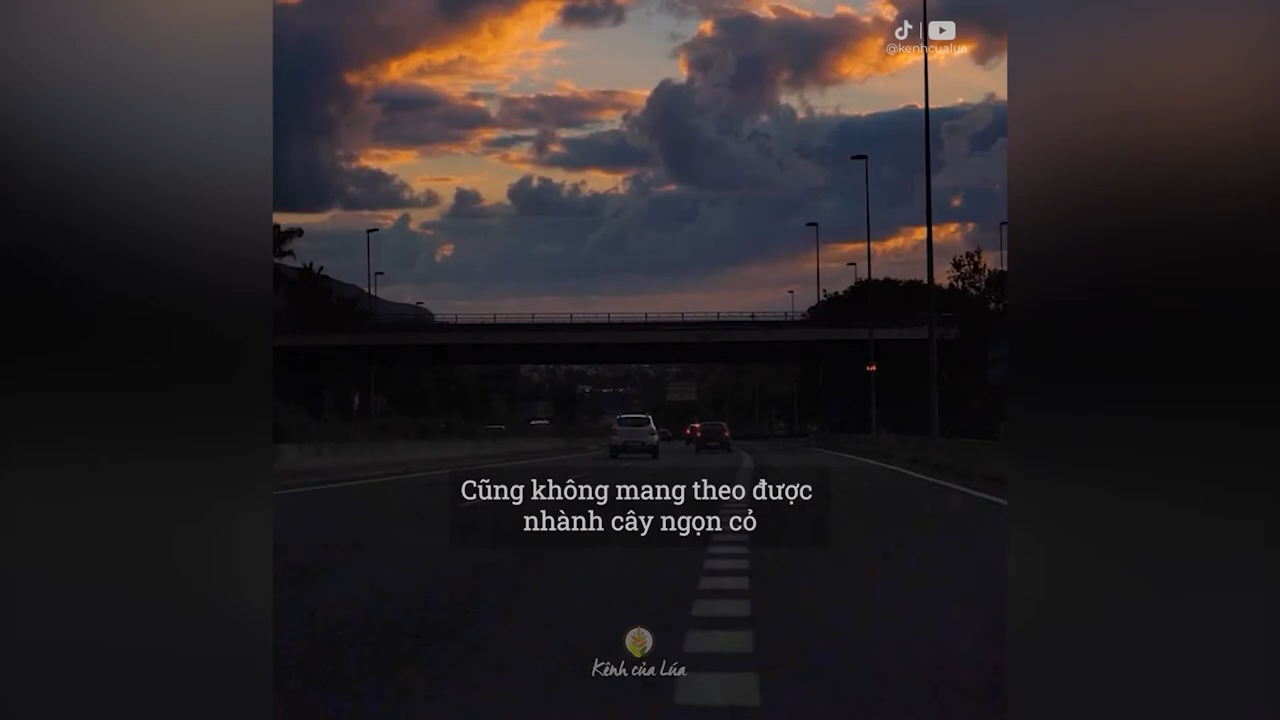 @kenhcualua
Cũng không mang theo được
nhành cây ngọn cỏ
Kênh của Lúa